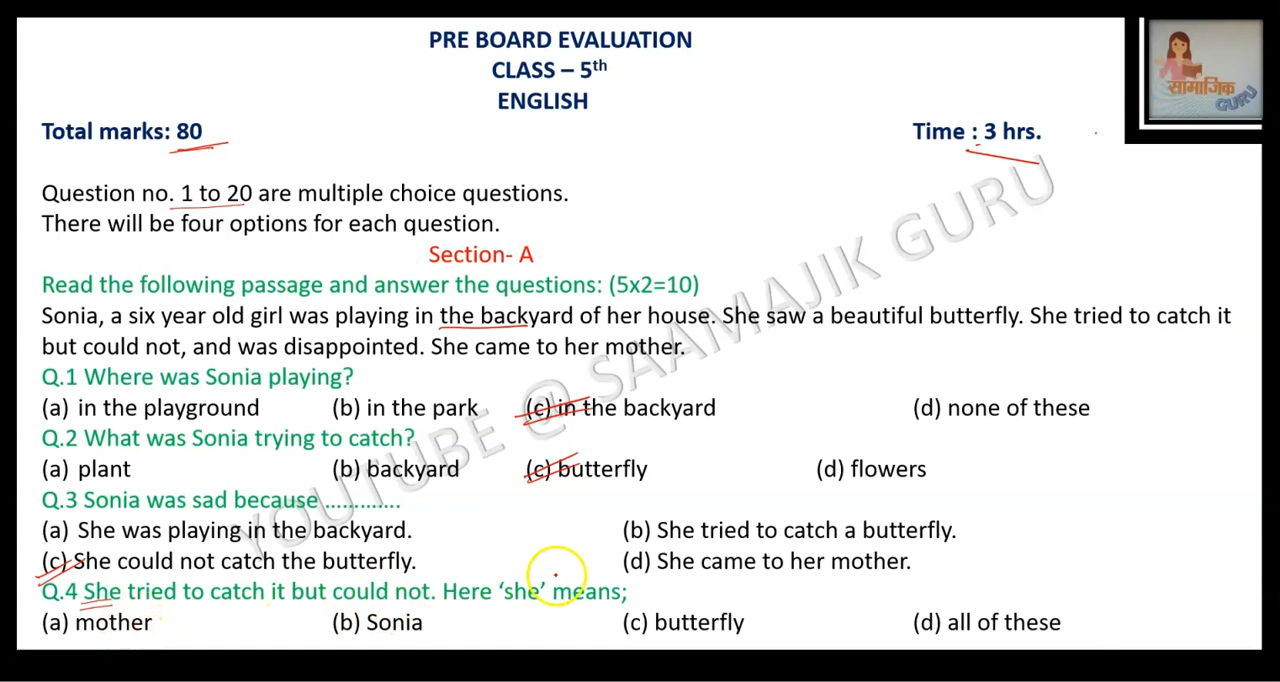 PRE BOARD EVALUATION
CLASS – 5th
ENGLISH
सामाजिक
GURU
Total marks: 80 Time : 3 hrs.
Question no. 1 to 20 are multiple choice questions.
There will be four options for each question.
Section- A
Read the following passage and answer the questions: (5x2=10)
Sonia, a six year old girl was playing in the backyard of her house. She saw a beautiful butterfly. She tried to catch it
but could not, and was disappointed. She came to her mother.
Q.1 Where was Sonia playing?
(a) in the playground (b) in the park (c) in the backyard (d) none of these
Q.2 What was Sonia trying to catch?
(a) plant (b) backyard (c) butterfly (d) flowers
Q.3 Sonia was sad because .............
(a) She was playing in the backyard. (b) She tried to catch a butterfly.
(c) She could not catch the butterfly. (d) She came to her mother.
Q.4 She tried to catch it but could not. Here ‘she’ means;
(a) mother (b) Sonia (c) butterfly (d) all of these
YOUTUBE @ SAAMAJIK GURU